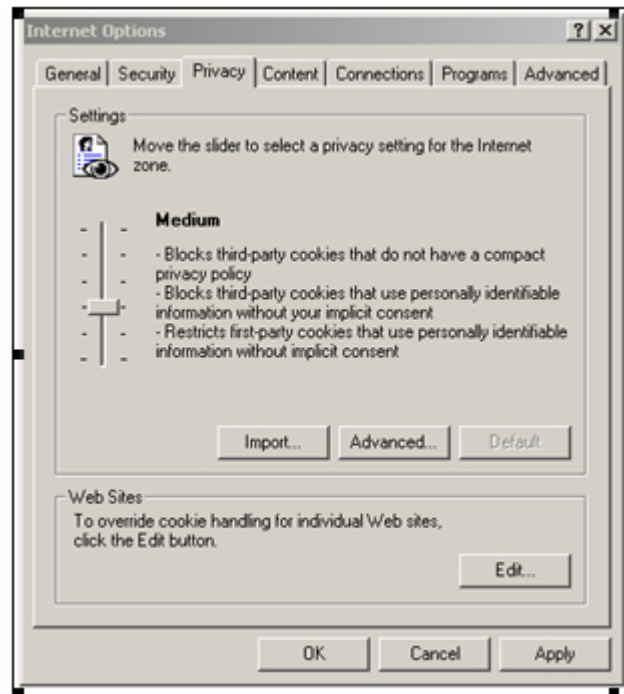 Internet Options
General Security Privacy Content Connections Programs Advanced
Settings
Move the slider to select a privacy setting for the Internet
zone.
Medium
- Blocks third-party cookies that do not have a compact
privacy policy
- Blocks third-party cookies that use personally identifiable
information without your implicit consent
- Restricts first-party cookies that use personally identifiable
information without implicit consent
Import... Advanced... Default
Web Sites
To override cookie handling for individual Web sites,
click the Edit button.
Edit...
OK Cancel Apply